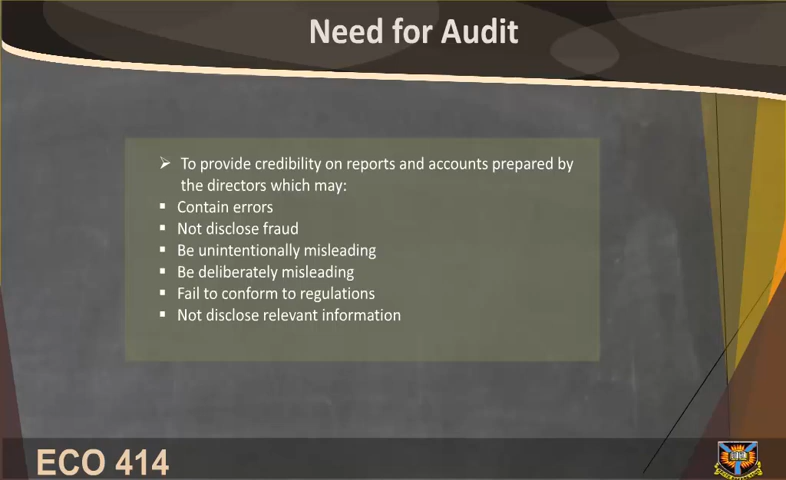 Need for Audit
➢ To provide credibility on reports and accounts prepared by
the directors which may:
▪ Contain errors
▪ Not disclose fraud
▪ Be unintentionally misleading
▪ Be deliberately misleading
▪ Fail to conform to regulations
▪ Not disclose relevant information
ECO 414